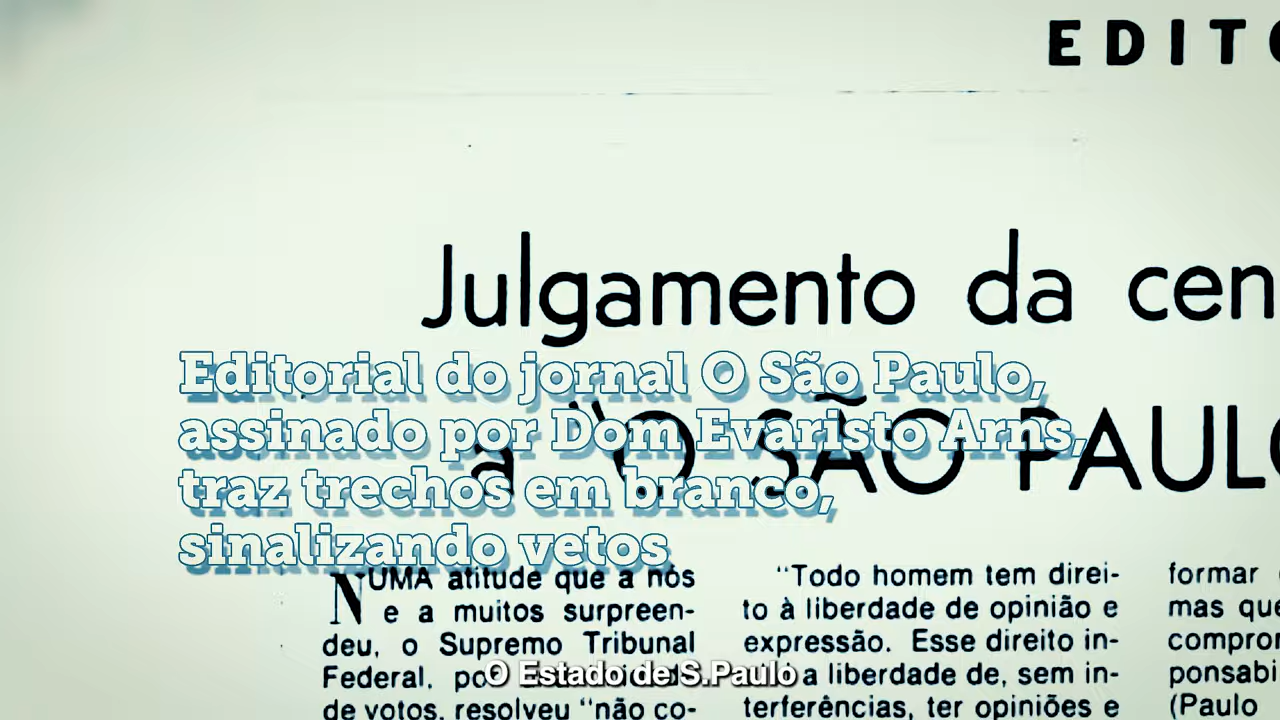 EDITO
Julgamento da cen
a "O SÃO PAULO
Editorial do jornal O São Paulo,
assinado por Dom Evaristo Arns,
traz trechos em branco,
sinalizando vetos
NUMA atitude que a nós
e a muitos surpreen-
deu, o Supremo Tribunal
Federal, por
de votos, resolveu "não co-
"Todo homem tem direi-
to à liberdade de opinião e
expressão. Esse direito in-
a liberdade de, sem in-
terferências, ter opiniões e
formar
mas que
compro
ponsabi
(Paulo
O Estado de S.Paulo